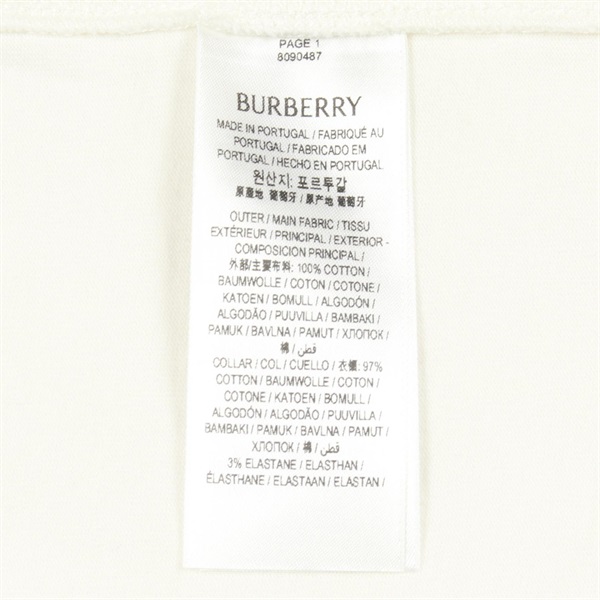 PAGE 1
8090487
BURBERRY
MADE IN PORTUGAL / FABRIQUÉ AU
PORTUGAL / FABRICADO EM
PORTUGAL / HECHO EN PORTUGAL
원산지: 포르투갈
原產地 葡萄牙 / 原产地 葡萄牙
OUTER / MAIN FABRIC / TISSU
EXTÉRIEUR / PRINCIPAL / EXTERIOR -
COMPOSICION PRINCIPAL /
外部/主要布料: 100% COTTON /
BAUMWOLLE / COTON / COTONE /
KATOEN / BOMULL / ALGODÓN /
ALGODÃO / PUUVILLA / BAMBAKI /
PAMUK / BAVLNA / PAMUT / ХЛОПОК /
棉 / قطن
COLLAR / COL / CUELLO / 衣领: 97%
COTTON / BAUMWOLLE / COTON /
COTONE / KATOEN / BOMULL /
ALGODÓN / ALGODÃO / PUUVILLA /
BAMBAKI / PAMUK / BAVLNA / PAMUT /
ХЛОПОК / 棉 / قطن
3% ELASTANE / ELASTHAN /
ÉLASTHANE / ELASTAAN / ELASTAN /